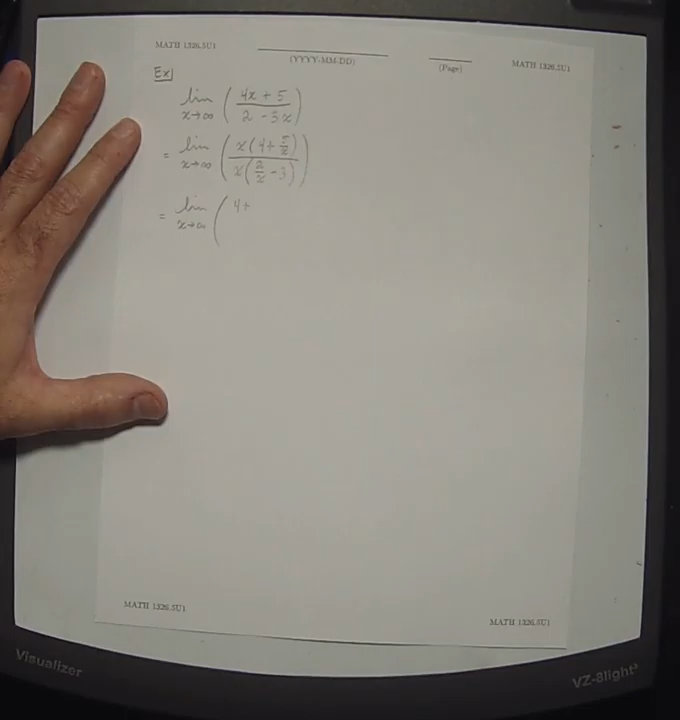 MATH 1326.5U1
(YYYY-MM-DD)
(Page)
MATH 1326.5U1
Ex
lim x→∞ ( (4x + 5) / (2 - 3x) )
= lim x→∞ ( x(4 + 5/x) / x(2/x - 3) )
= lim x→∞ ( 4 +
MATH 1326.5U1
MATH 1326.5U1
Visualizer
VZ-8light³